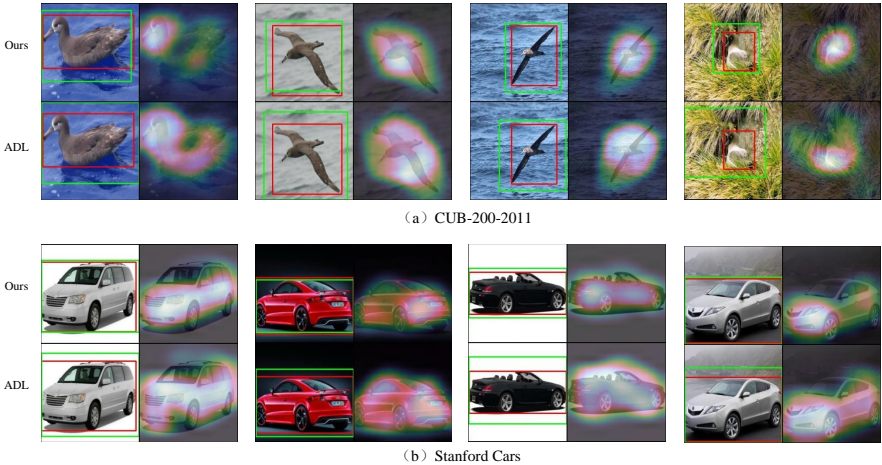 Ours
ADL
（a）CUB-200-2011
Ours
ADL
（b）Stanford Cars